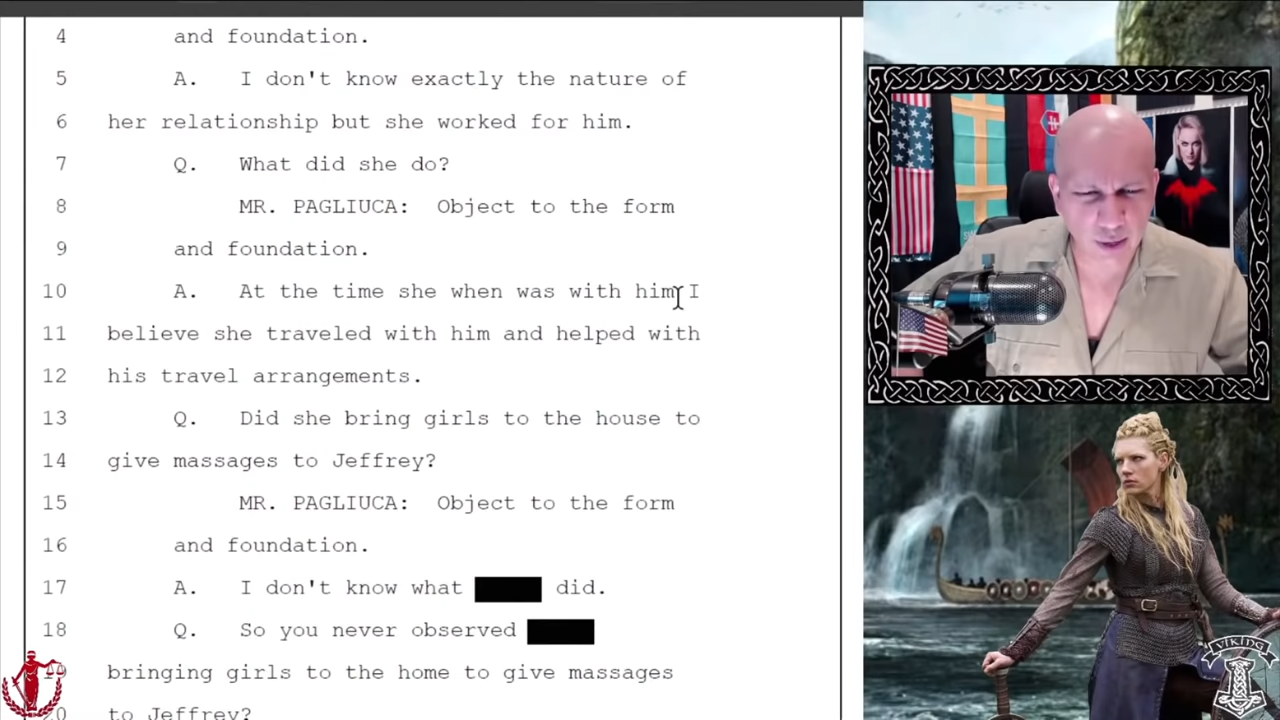 4 and foundation.
5 A. I don't know exactly the nature of
6 her relationship but she worked for him.
7 Q. What did she do?
8 MR. PAGLIUCA: Object to the form
9 and foundation.
10 A. At the time she when was with him I
11 believe she traveled with him and helped with
12 his travel arrangements.
13 Q. Did she bring girls to the house to
14 give massages to Jeffrey?
15 MR. PAGLIUCA: Object to the form
16 and foundation.
17 A. I don't know what did.
18 Q. So you never observed
19 bringing girls to the home to give massages
20 to Jeffrey?
VIKING